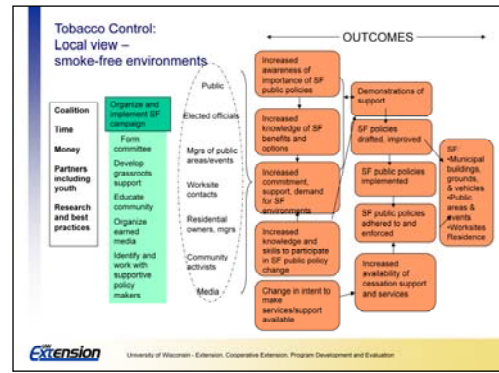 Tobacco Control:
Local view –
smoke-free environments
OUTCOMES
Coalition
Time
Money
Partners
including
youth
Research
and best
practices
Organize and
implement SF
campaign
Form
committee
Develop
grassroots
support
Educate
community
Organize
earned
media
Identify and
work with
supportive
policy
makers
Public
Elected officials
Mgrs of public
areas/events
Worksite
contacts
Residential
owners, mgrs
Community
activists
Media
Increased
awareness of
importance of SF
public policies
Increased
knowledge of SF
benefits and
options
Increased
commitment,
support, demand
for SF
environments
Increased
knowledge and
skills to participate
in SF public policy
change
Change in intent to
make
services/support
available
Demonstrations of
support
SF policies
drafted, improved
SF public policies
implemented
SF public policies
adhered to and
enforced
Increased
availability of
cessation support
and services
SF:
•Municipal
buildings,
grounds,
& vehicles
•Public
areas &
events
•Worksites
Residence
UW
Extension
University of Wisconsin - Extension, Cooperative Extension, Program Development and Evaluation